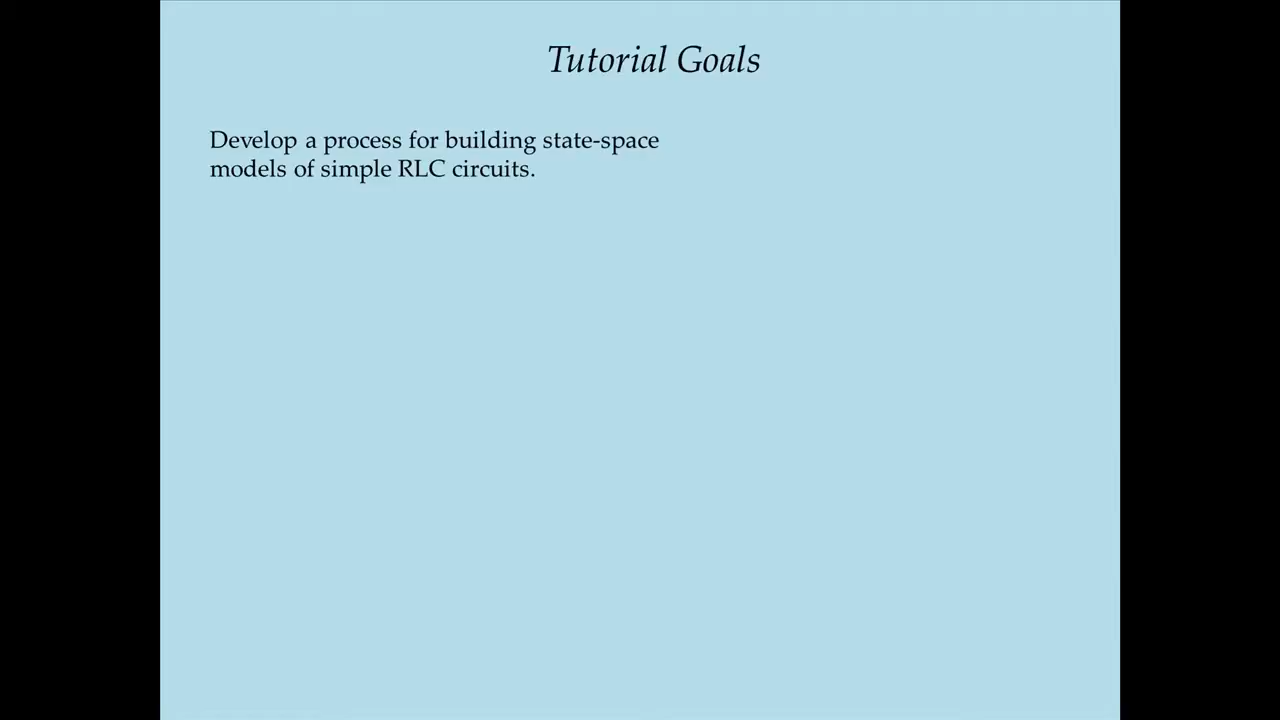 Tutorial Goals
Develop a process for building state-space
models of simple RLC circuits.